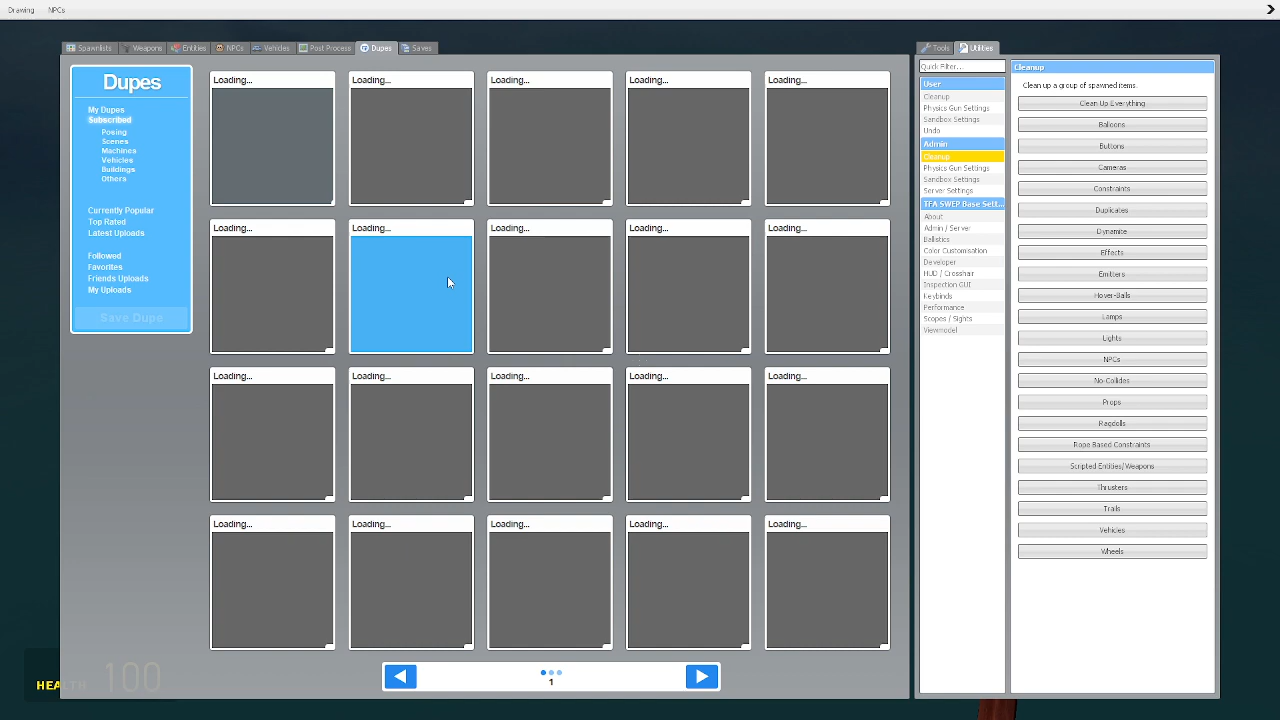 Drawing NPCs
Spawnlists Weapons Entities NPCs Vehicles Post Process Dupes Saves
Tools Utilities
Dupes
My Dupes
Subscribed
Posing
Scenes
Machines
Vehicles
Buildings
Others
Currently Popular
Top Rated
Latest Uploads
Followed
Favorites
Friends Uploads
My Uploads
Save Dupe
Loading... Loading... Loading... Loading... Loading...
Loading... Loading... Loading... Loading... Loading...
Loading... Loading... Loading... Loading... Loading...
Loading... Loading... Loading... Loading... Loading...
1
HEALTH 100
Quick Filter...
User
Cleanup
Physics Gun Settings
Sandbox Settings
Undo
Admin
Cleanup
Physics Gun Settings
Sandbox Settings
Server Settings
TFA SWEP Base Sett...
About
Admin / Server
Ballistics
Color Customisation
Developer
HUD / Crosshair
Inspection GUI
Keybinds
Performance
Scopes / Sights
Viewmodel
Cleanup
Clean up a group of spawned items.
Clean Up Everything
Balloons
Buttons
Cameras
Constraints
Duplicates
Dynamite
Effects
Emitters
Hover-Balls
Lamps
Lights
NPCs
No-Collides
Props
Ragdolls
Rope Based Constraints
Scripted Entities/Weapons
Thrusters
Trails
Vehicles
Wheels